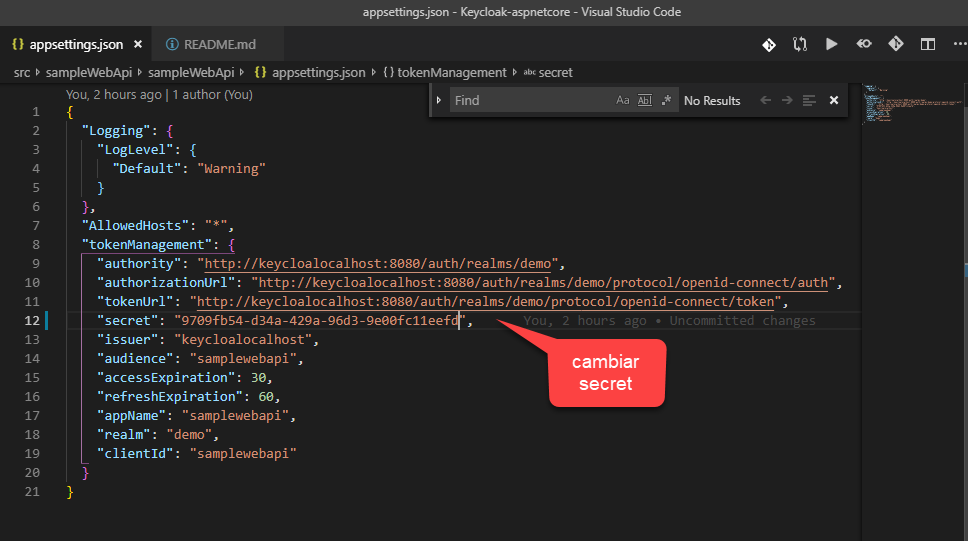 appsettings.json - Keycloak-aspnetcore - Visual Studio Code
{} appsettings.json × README.md
src sampleWebApi sampleWebApi {} appsettings.json {} tokenManagement abc secret
Find Aa Abl .* No Results
You, 2 hours ago | 1 author (You)
1 {
2 "Logging": {
3 "LogLevel": {
4 "Default": "Warning"
5 }
6 },
7 "AllowedHosts": "*",
8 "tokenManagement": {
9 "authority": "http://keycloalocalhost:8080/auth/realms/demo",
10 "authorizationUrl": "http://keycloalocalhost:8080/auth/realms/demo/protocol/openid-connect/auth",
11 "tokenUrl": "http://keycloalocalhost:8080/auth/realms/demo/protocol/openid-connect/token",
12 "secret": "9709fb54-d34a-429a-96d3-9e00fc11eefd", You, 2 hours ago • Uncommitted changes
13 "issuer": "keycloalocalhost",
14 "audience": "samplewebapi",
15 "accessExpiration": 30,
16 "refreshExpiration": 60,
17 "appName": "samplewebapi",
18 "realm": "demo",
19 "clientId": "samplewebapi"
20 }
21 }
cambiar
secret